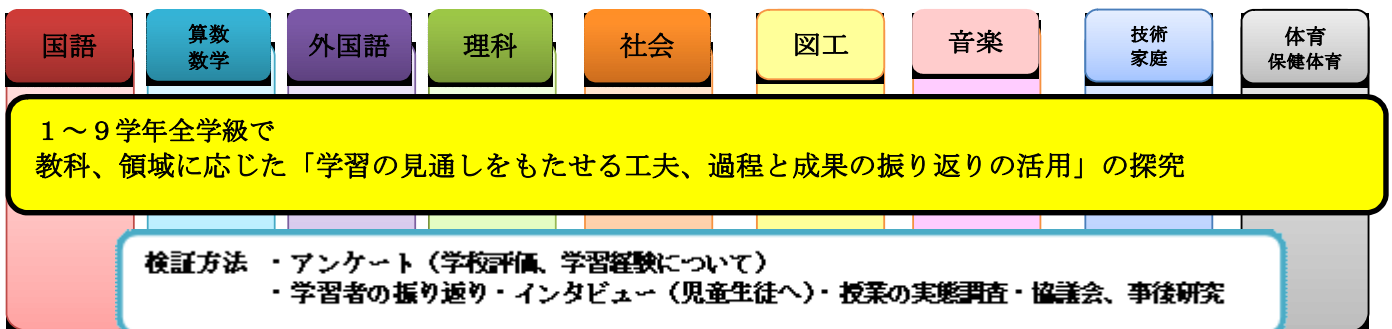 国語
算数
数学
外国語
理科
社会
図工
音楽
技術
家庭
体育
保健体育
1～9学年全学級で
教科、領域に応じた「学習の見通しをもたせる工夫、過程と成果の振り返りの活用」の探究
検証方法 ・アンケート（学校評価、学習経験について）
・学習者の振り返り・インタビュー（児童生徒へ）・授業の実態調査・協議会、事後研究